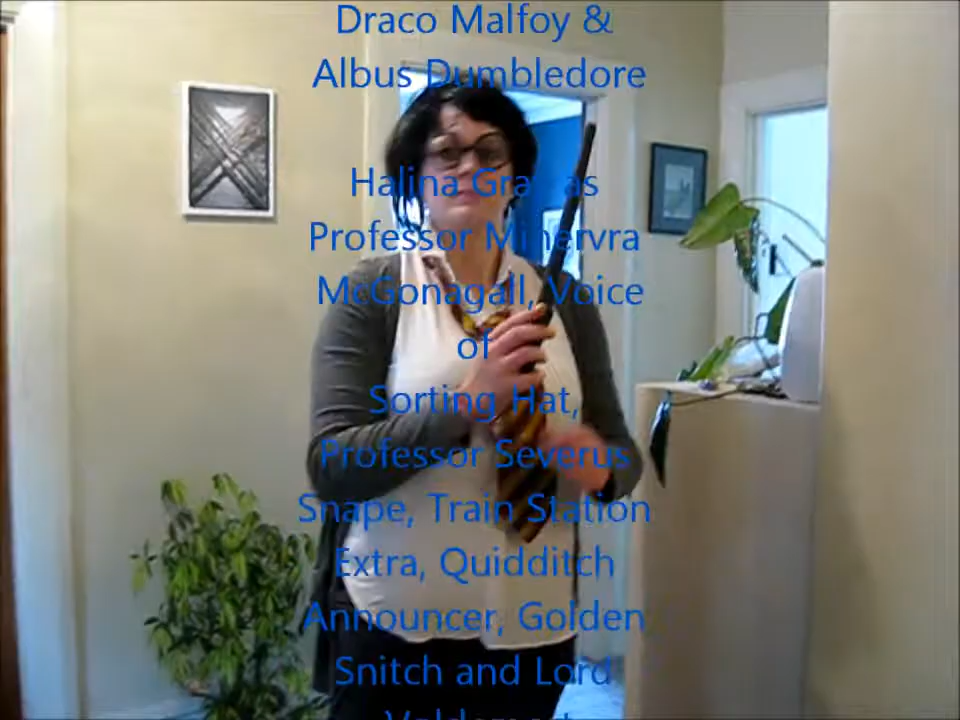 Draco Malfoy &
Albus Dumbledore
Halina Gray as
Professor Minervra
McGonagall, Voice
of
Sorting Hat,
Professor Severus
Snape, Train Station
Extra, Quidditch
Announcer, Golden
Snitch and Lord